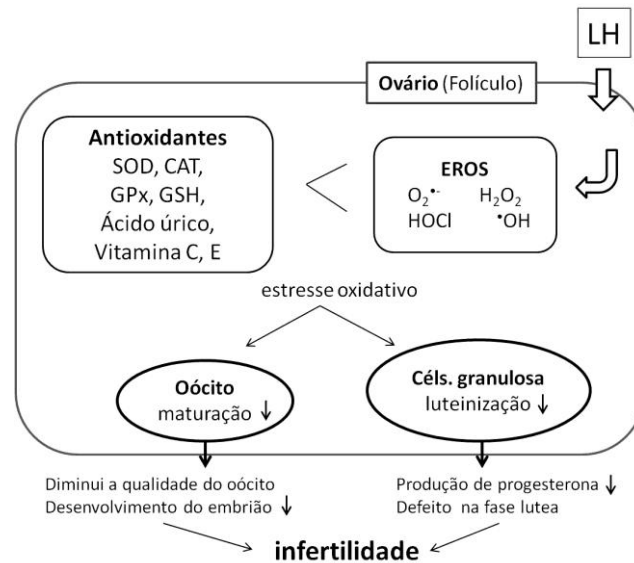 LH
Ovário (Folículo)
Antioxidantes
SOD, CAT,
GPx, GSH,
Ácido úrico,
Vitamina C, E
<
EROS
O₂•- H₂O₂
HOCl •OH
estresse oxidativo
Oócito
maturação ↓
Céls. granulosa
luteinização ↓
Diminui a qualidade do oócito
Desenvolvimento do embrião ↓
Produção de progesterona ↓
Defeito na fase lutea
infertilidade